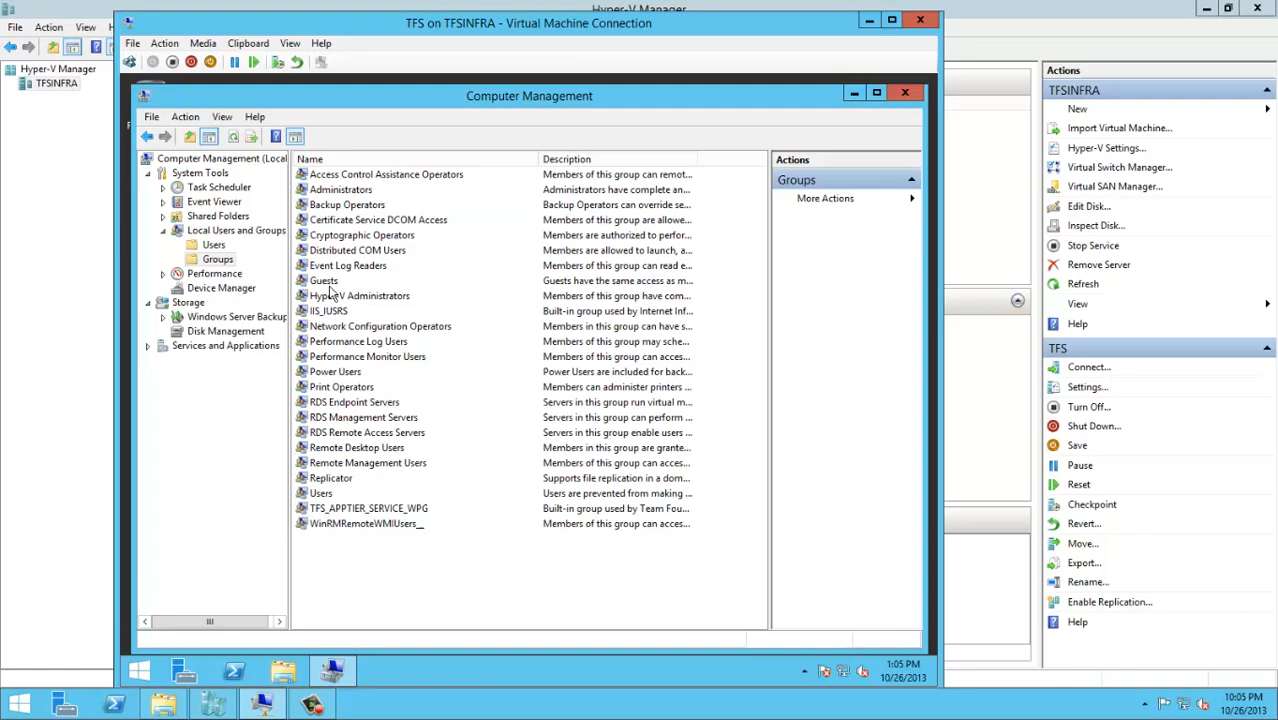 Hyper-V Manager
File
Action
View
Hyper-V Manager
TFSINFRA
TFS on TFSINFRA - Virtual Machine Connection
File
Action
Media
Clipboard
View
Help
Computer Management
File
Action
View
Help
Computer Management (Local
System Tools
Task Scheduler
Event Viewer
Shared Folders
Local Users and Groups
Users
Groups
Performance
Device Manager
Storage
Windows Server Backup
Disk Management
Services and Applications
Name
Description
Access Control Assistance Operators
Members of this group can remot...
Administrators
Administrators have complete an...
Backup Operators
Backup Operators can override se...
Certificate Service DCOM Access
Members of this group are allowe...
Cryptographic Operators
Members are authorized to perfor...
Distributed COM Users
Members are allowed to launch, a...
Event Log Readers
Members of this group can read e...
Guests
Guests have the same access as m...
Hyper-V Administrators
Members of this group have com...
IIS_IUSRS
Built-in group used by Internet Inf...
Network Configuration Operators
Members in this group can have s...
Performance Log Users
Members of this group may sche...
Performance Monitor Users
Members of this group can acces...
Power Users
Power Users are included for back...
Print Operators
Members can administer printers ...
RDS Endpoint Servers
Servers in this group run virtual m...
RDS Management Servers
Servers in this group can perform ...
RDS Remote Access Servers
Servers in this group enable users ...
Remote Desktop Users
Members in this group are grante...
Remote Management Users
Members of this group can acces...
Replicator
Supports file replication in a dom...
Users
Users are prevented from making ...
TFS_APPTIER_SERVICE_WPG
Built-in group used by Team Fou...
WinRMRemoteWMIUsers__
Members of this group can acces...
Actions
Groups
More Actions
1:05 PM
10/26/2013
Actions
TFSINFRA
New
Import Virtual Machine...
Hyper-V Settings...
Virtual Switch Manager...
Virtual SAN Manager...
Edit Disk...
Inspect Disk...
Stop Service
Remove Server
Refresh
View
Help
TFS
Connect...
Settings...
Turn Off...
Shut Down...
Save
Pause
Reset
Checkpoint
Revert...
Move...
Export...
Rename...
Enable Replication...
Help
10:05 PM
10/26/2013